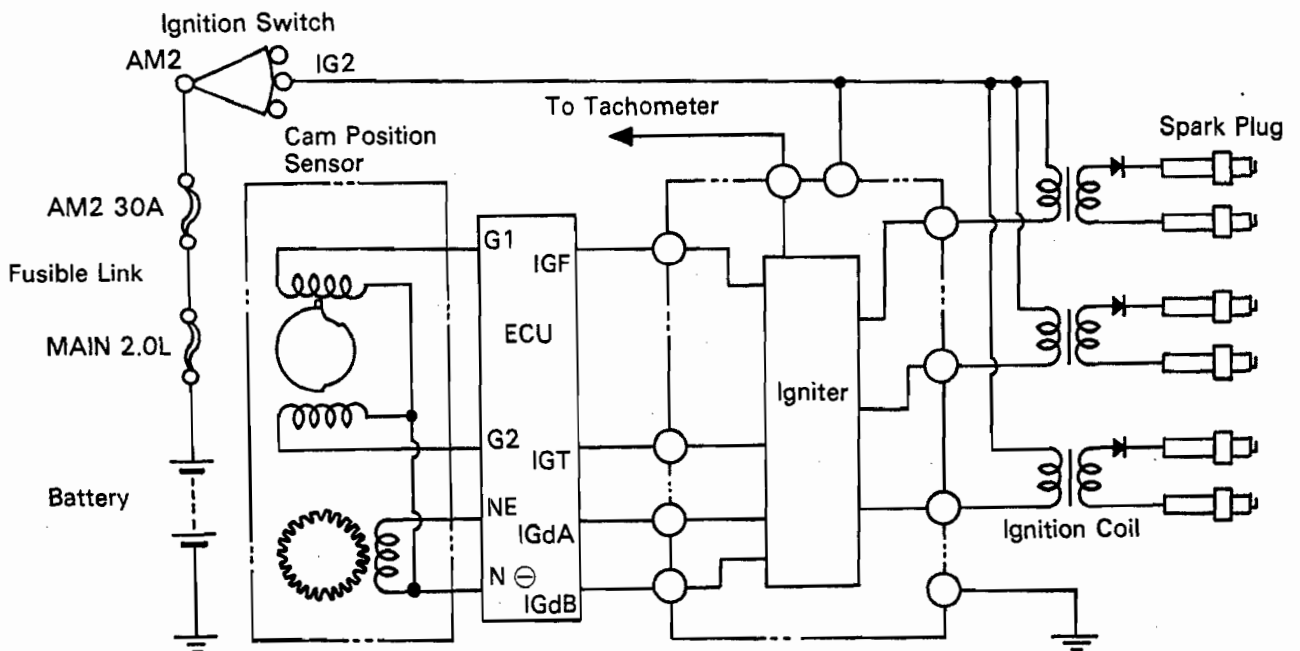 Ignition Switch
AM2
IG2
To Tachometer
Spark Plug
Cam Position
Sensor
AM2 30A
Fusible Link
MAIN 2.0L
Battery
G1
IGF
ECU
G2
IGT
NE
IGdA
N ⊖
IGdB
Igniter
Ignition Coil